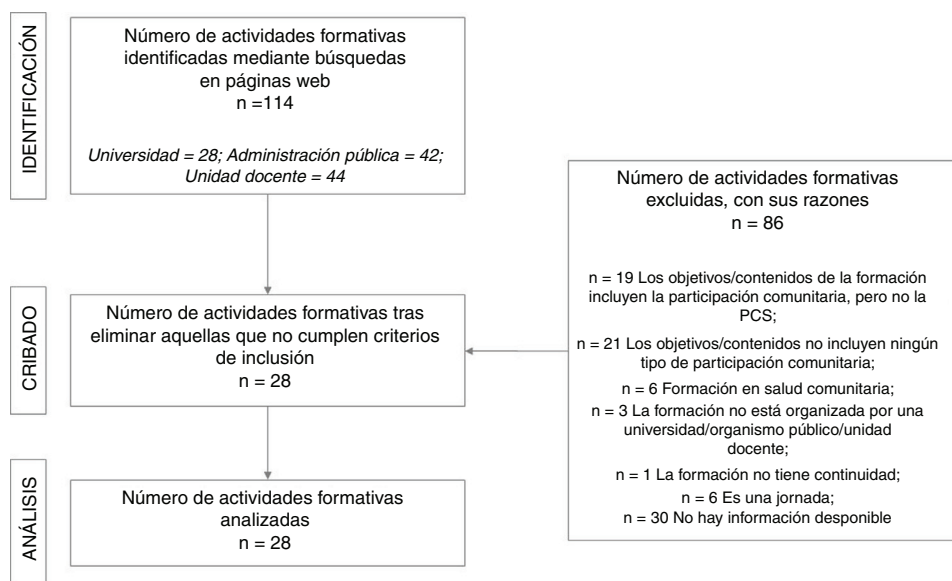 IDENTIFICACIÓN
Número de actividades formativas
identificadas mediante búsquedas
en páginas web
n =114
Universidad = 28; Administración pública = 42;
Unidad docente = 44
Número de actividades formativas
excluidas, con sus razones
n = 86
n = 19 Los objetivos/contenidos de la formación
incluyen la participación comunitaria, pero no la
PCS;
n = 21 Los objetivos/contenidos no incluyen ningún
tipo de participación comunitaria;
n = 6 Formación en salud comunitaria;
n = 3 La formación no está organizada por una
universidad/organismo público/unidad
docente;
n = 1 La formación no tiene continuidad;
n = 6 Es una jornada;
n = 30 No hay información desponible
CRIBADO
Número de actividades formativas tras
eliminar aquellas que no cumplen criterios
de inclusión
n = 28
ANÁLISIS
Número de actividades formativas
analizadas
n = 28